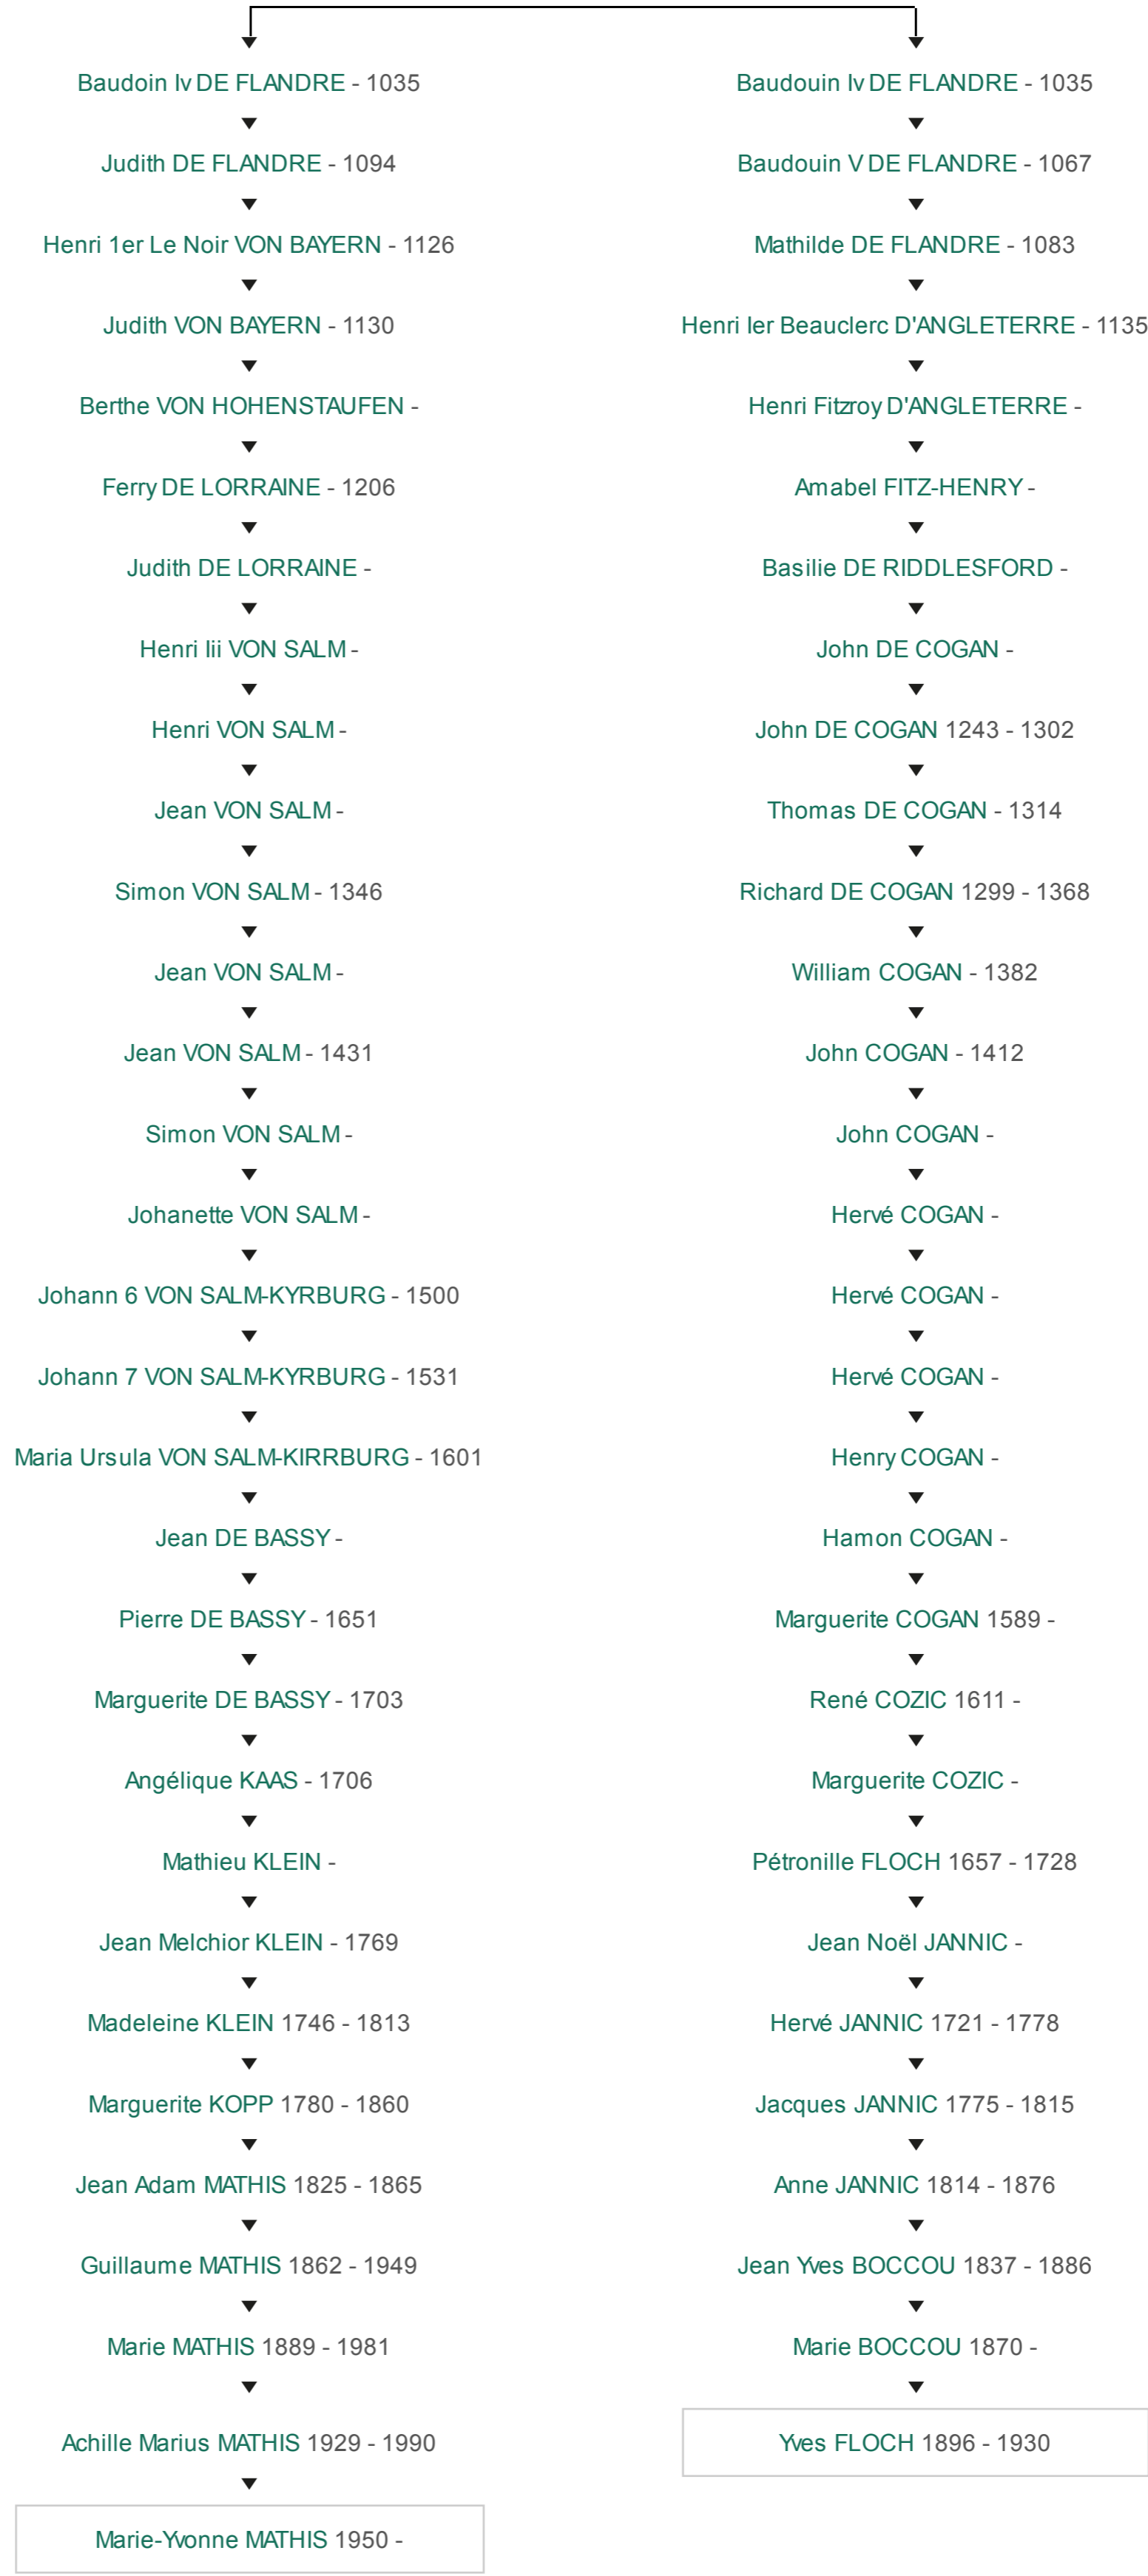 Baudoin Iv DE FLANDRE - 1035
Judith DE FLANDRE - 1094
Henri 1er Le Noir VON BAYERN - 1126
Judith VON BAYERN - 1130
Berthe VON HOHENSTAUFEN -
Ferry DE LORRAINE - 1206
Judith DE LORRAINE -
Henri Iii VON SALM -
Henri VON SALM -
Jean VON SALM -
Simon VON SALM - 1346
Jean VON SALM -
Jean VON SALM - 1431
Simon VON SALM -
Johanette VON SALM -
Johann 6 VON SALM-KYRBURG - 1500
Johann 7 VON SALM-KYRBURG - 1531
Maria Ursula VON SALM-KIRRBURG - 1601
Jean DE BASSY -
Pierre DE BASSY - 1651
Marguerite DE BASSY - 1703
Angélique KAAS - 1706
Mathieu KLEIN -
Jean Melchior KLEIN - 1769
Madeleine KLEIN 1746 - 1813
Marguerite KOPP 1780 - 1860
Jean Adam MATHIS 1825 - 1865
Guillaume MATHIS 1862 - 1949
Marie MATHIS 1889 - 1981
Achille Marius MATHIS 1929 - 1990
Marie-Yvonne MATHIS 1950 -
Baudouin Iv DE FLANDRE - 1035
Baudouin V DE FLANDRE - 1067
Mathilde DE FLANDRE - 1083
Henri Ier Beauclerc D'ANGLETERRE - 1135
Henri Fitzroy D'ANGLETERRE -
Amabel FITZ-HENRY -
Basilie DE RIDDLESFORD -
John DE COGAN -
John DE COGAN 1243 - 1302
Thomas DE COGAN - 1314
Richard DE COGAN 1299 - 1368
William COGAN - 1382
John COGAN - 1412
John COGAN -
Hervé COGAN -
Hervé COGAN -
Hervé COGAN -
Henry COGAN -
Hamon COGAN -
Marguerite COGAN 1589 -
René COZIC 1611 -
Marguerite COZIC -
Pétronille FLOCH 1657 - 1728
Jean Noël JANNIC -
Hervé JANNIC 1721 - 1778
Jacques JANNIC 1775 - 1815
Anne JANNIC 1814 - 1876
Jean Yves BOCCOU 1837 - 1886
Marie BOCCOU 1870 -
Yves FLOCH 1896 - 1930